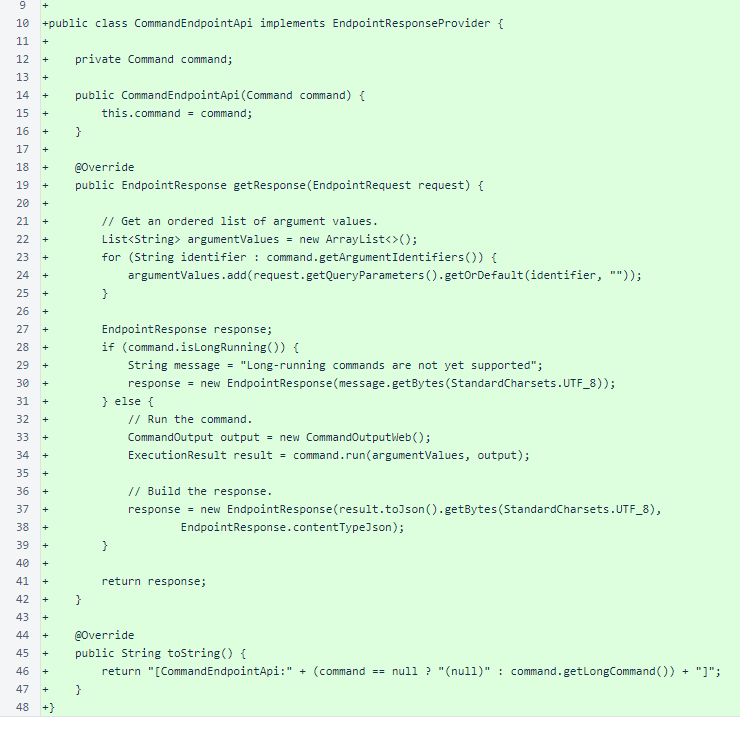 9 +
10 +public class CommandEndpointApi implements EndpointResponseProvider {
11 +
12 +    private Command command;
13 +
14 +    public CommandEndpointApi(Command command) {
15 +        this.command = command;
16 +    }
17 +
18 +    @Override
19 +    public EndpointResponse getResponse(EndpointRequest request) {
20 +
21 +        // Get an ordered list of argument values.
22 +        List<String> argumentValues = new ArrayList<>();
23 +        for (String identifier : command.getArgumentIdentifiers()) {
24 +            argumentValues.add(request.getQueryParameters().getOrDefault(identifier, ""));
25 +        }
26 +
27 +        EndpointResponse response;
28 +        if (command.isLongRunning()) {
29 +            String message = "Long-running commands are not yet supported";
30 +            response = new EndpointResponse(message.getBytes(StandardCharsets.UTF_8));
31 +        } else {
32 +            // Run the command.
33 +            CommandOutput output = new CommandOutputWeb();
34 +            ExecutionResult result = command.run(argumentValues, output);
35 +
36 +            // Build the response.
37 +            response = new EndpointResponse(result.toJson().getBytes(StandardCharsets.UTF_8),
38 +                    EndpointResponse.contentTypeJson);
39 +        }
40 +
41 +        return response;
42 +    }
43 +
44 +    @Override
45 +    public String toString() {
46 +        return "[CommandEndpointApi:" + (command == null ? "(null)" : command.getLongCommand()) + "]";
47 +    }
48 +}